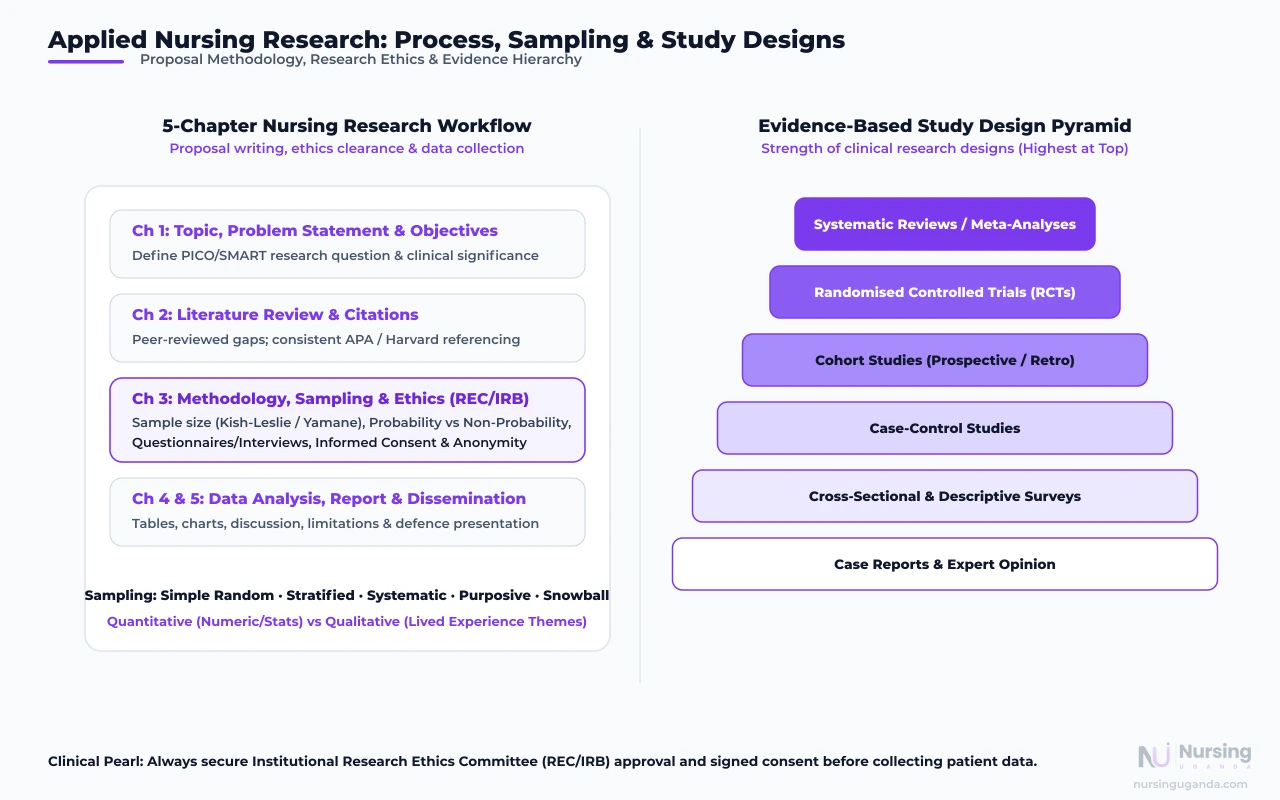 Applied Nursing Research: Process, Sampling & Study Designs
Proposal Methodology, Research Ethics & Evidence Hierarchy
5-Chapter Nursing Research Workflow
Proposal writing, ethics clearance & data collection
Ch 1: Topic, Problem Statement & Objectives
Define PICO/SMART research question & clinical significance
Ch 2: Literature Review & Citations
Peer-reviewed gaps; consistent APA / Harvard referencing
Ch 3: Methodology, Sampling & Ethics (REC/IRB)
Sample size (Kish-Leslie / Yamane), Probability vs Non-Probability,
Questionnaires/Interviews, Informed Consent & Anonymity
Ch 4 & 5: Data Analysis, Report & Dissemination
Tables, charts, discussion, limitations & defence presentation
Sampling: Simple Random · Stratified · Systematic · Purposive · Snowball
Quantitative (Numeric/Stats) vs Qualitative (Lived Experience Themes)
Evidence-Based Study Design Pyramid
Strength of clinical research designs (Highest at Top)
Systematic Reviews / Meta-Analyses
Randomised Controlled Trials (RCTs)
Cohort Studies (Prospective / Retro)
Case-Control Studies
Cross-Sectional & Descriptive Surveys
Case Reports & Expert Opinion
Clinical Pearl: Always secure Institutional Research Ethics Committee (REC/IRB) approval and signed consent before collecting patient data.
NU Nursing
UGANDA
nursinguganda.com